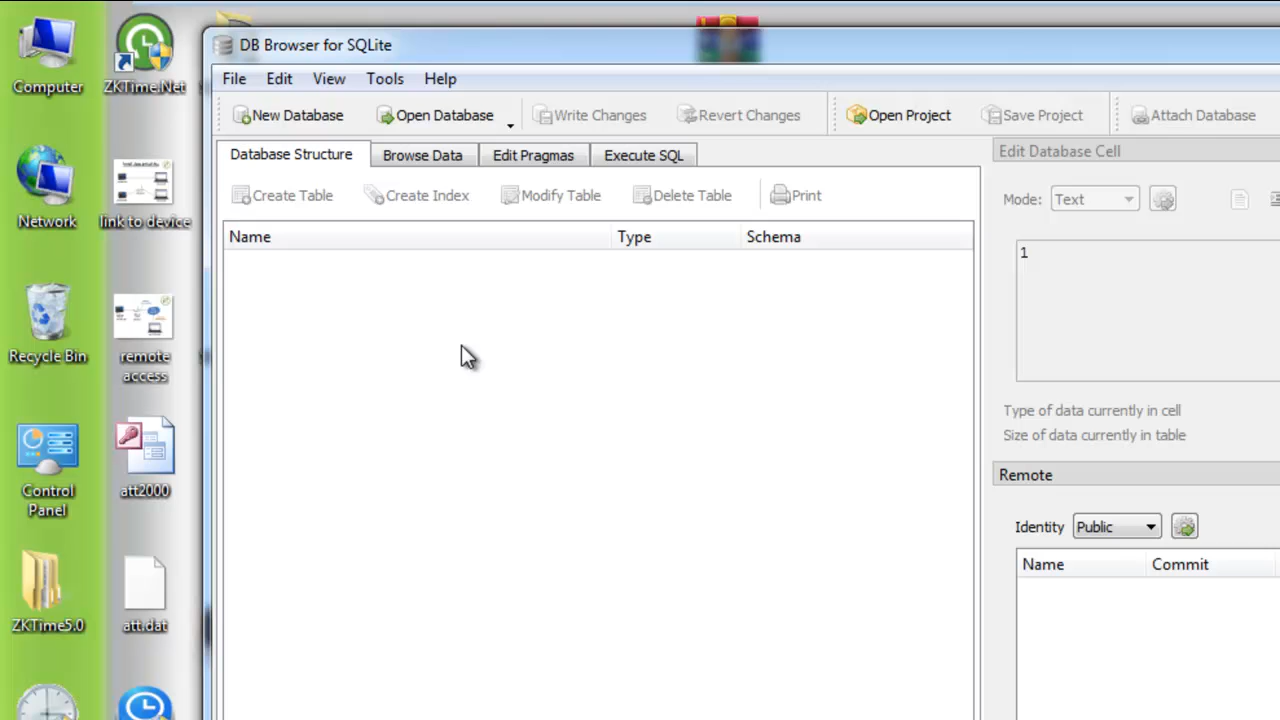 DB Browser for SQLite
File Edit View Tools Help
New Database Open Database Write Changes Revert Changes Open Project Save Project Attach Database
Database Structure Browse Data Edit Pragmas Execute SQL
Create Table Create Index Modify Table Delete Table Print
Name Type Schema
Edit Database Cell
Mode: Text
1
Type of data currently in cell
Size of data currently in table
Remote
Identity Public
Name Commit
Computer
ZKTime.Net
Network
link to device
Recycle Bin
remote
access
Control
Panel
att2000
ZKTime5.0
att.dat